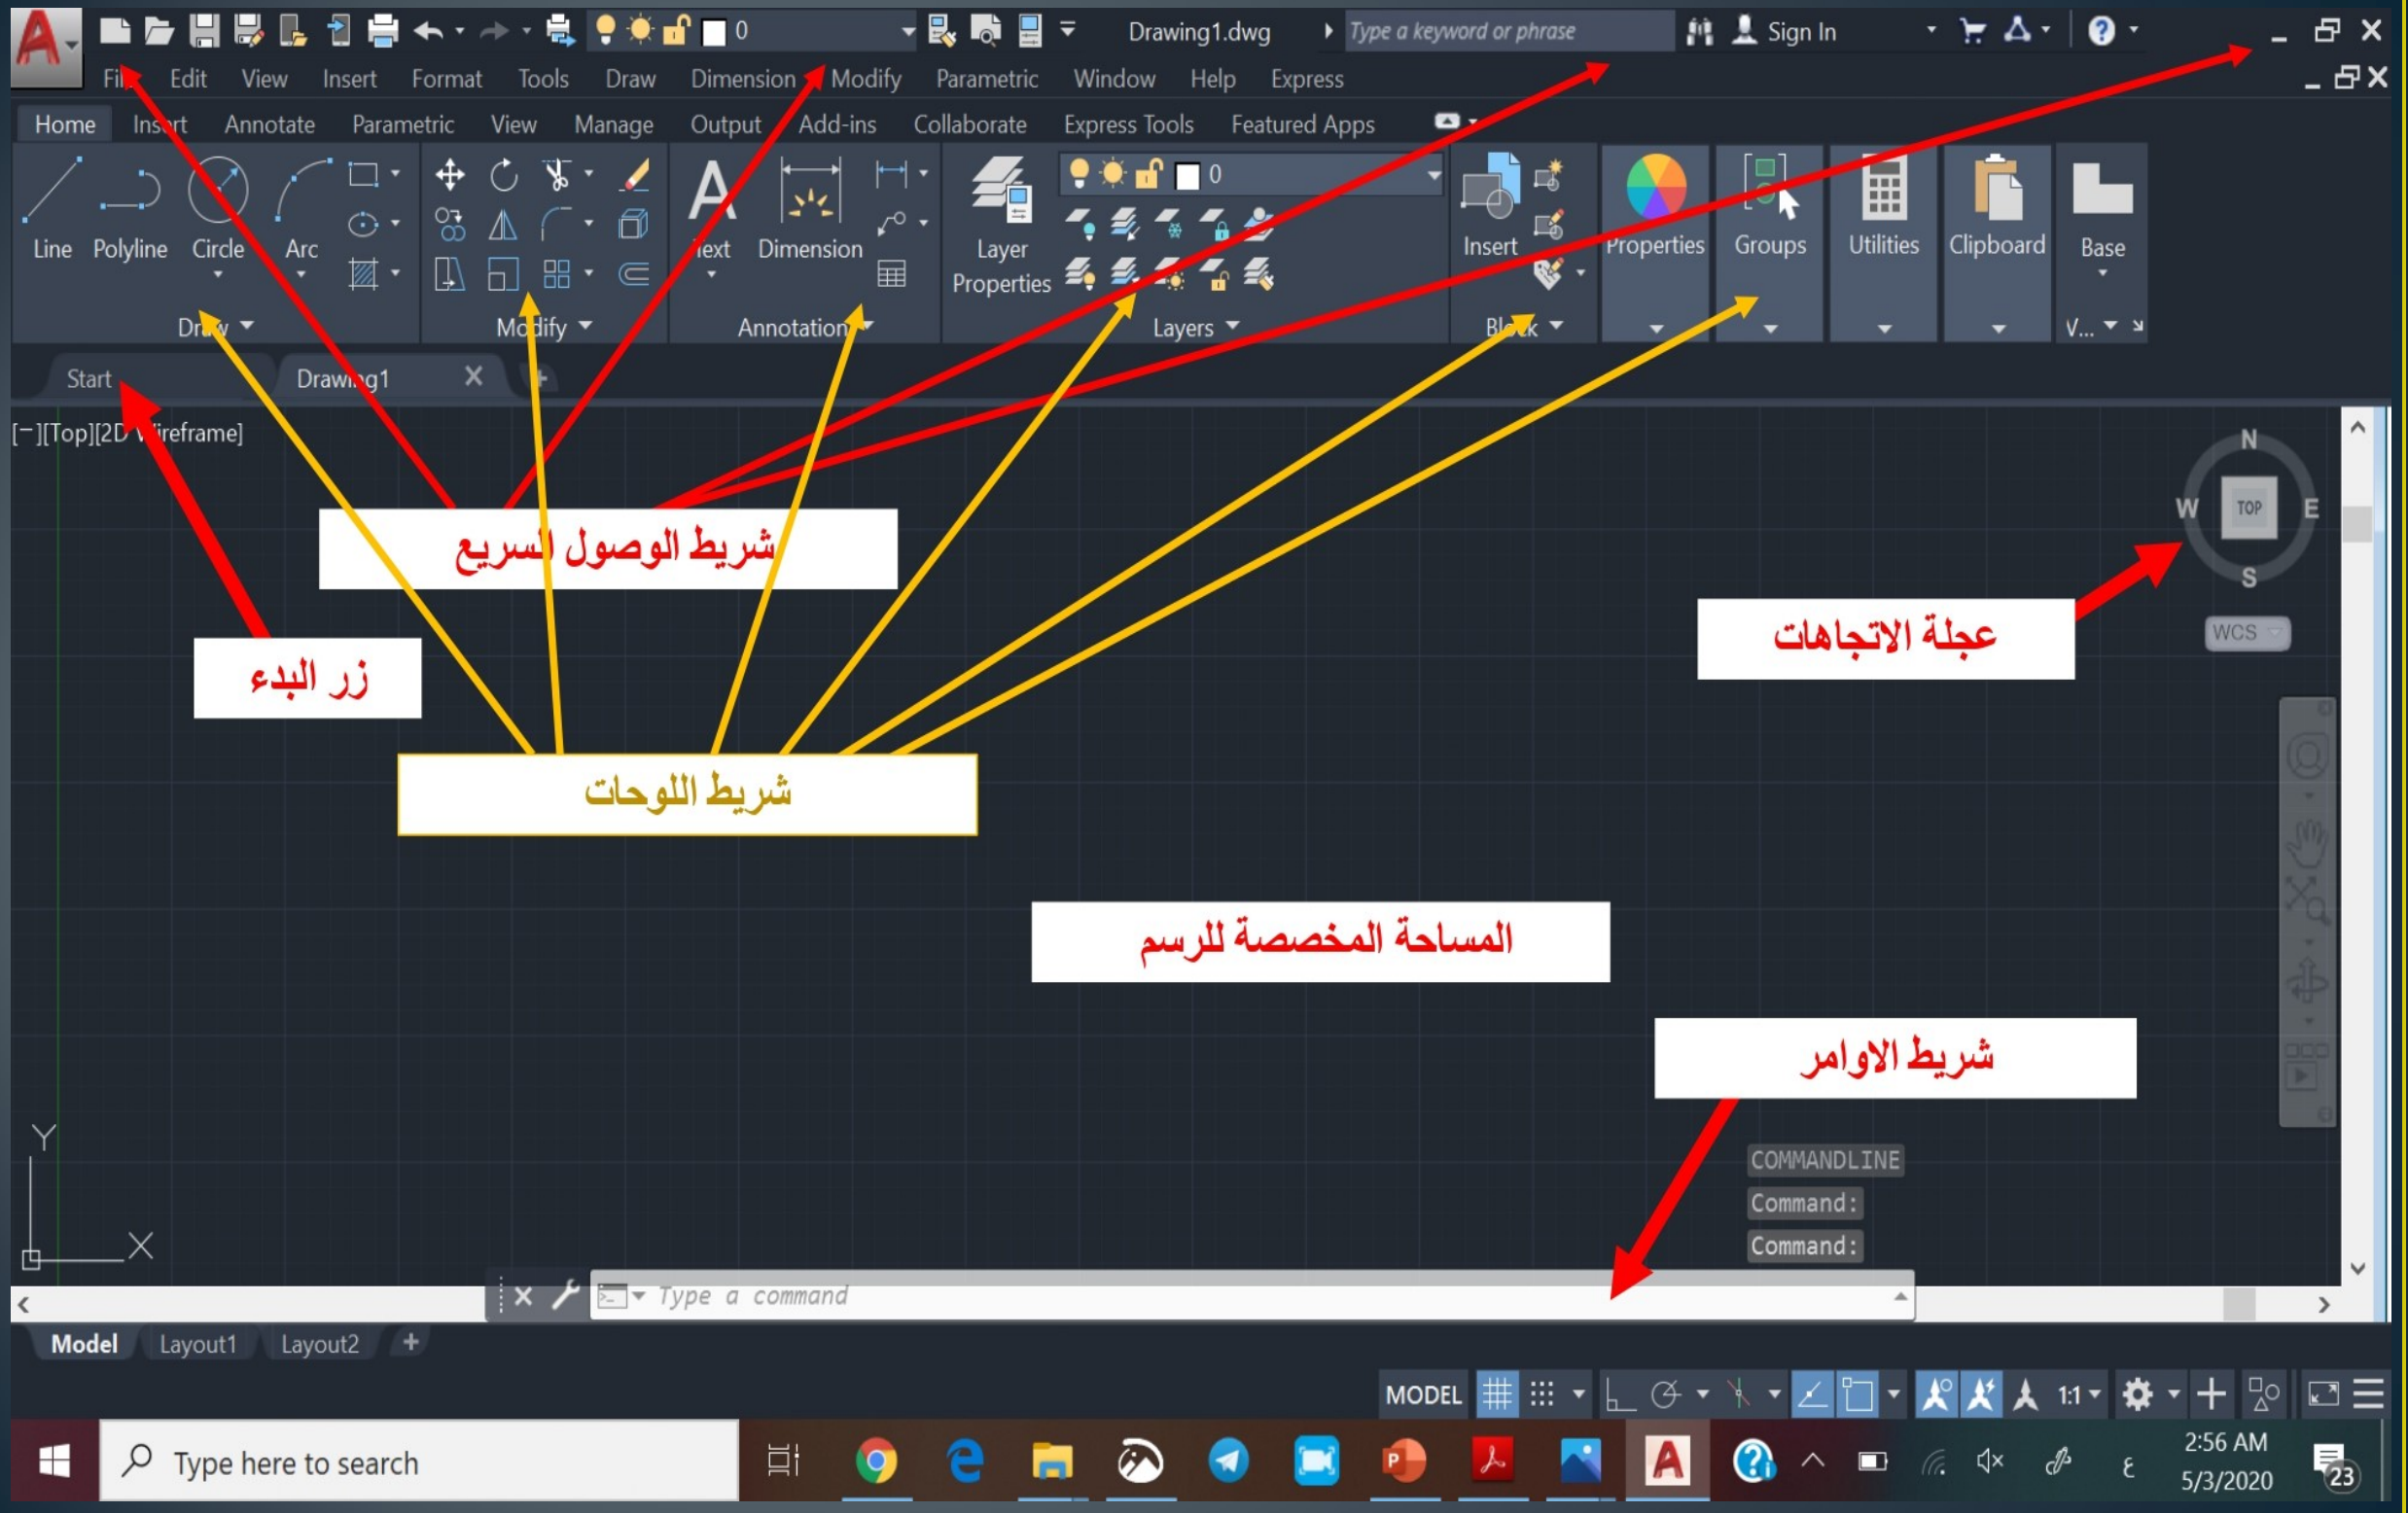 0 Drawing1.dwg Type a keyword or phrase Sign In
File Edit View Insert Format Tools Draw Dimension Modify Parametric Window Help Express
Home Insert Annotate Parametric View Manage Output Add-ins Collaborate Express Tools Featured Apps
0
Line Polyline Circle Arc Text Dimension Layer Properties Insert Properties Groups Utilities Clipboard Base
Draw Modify Annotation Layers Block V...
Start Drawing1
[−][Top][2D Wireframe]
N
W TOP E
S
WCS
شريط الوصول السريع
عجلة الاتجاهات
زر البدء
شريط اللوحات
المساحة المخصصة للرسم
شريط الاوامر
Y
X
COMMANDLINE
Command:
Command:
Type a command
Model Layout1 Layout2 +
MODEL 1:1
Type here to search
ع
2:56 AM
5/3/2020
23